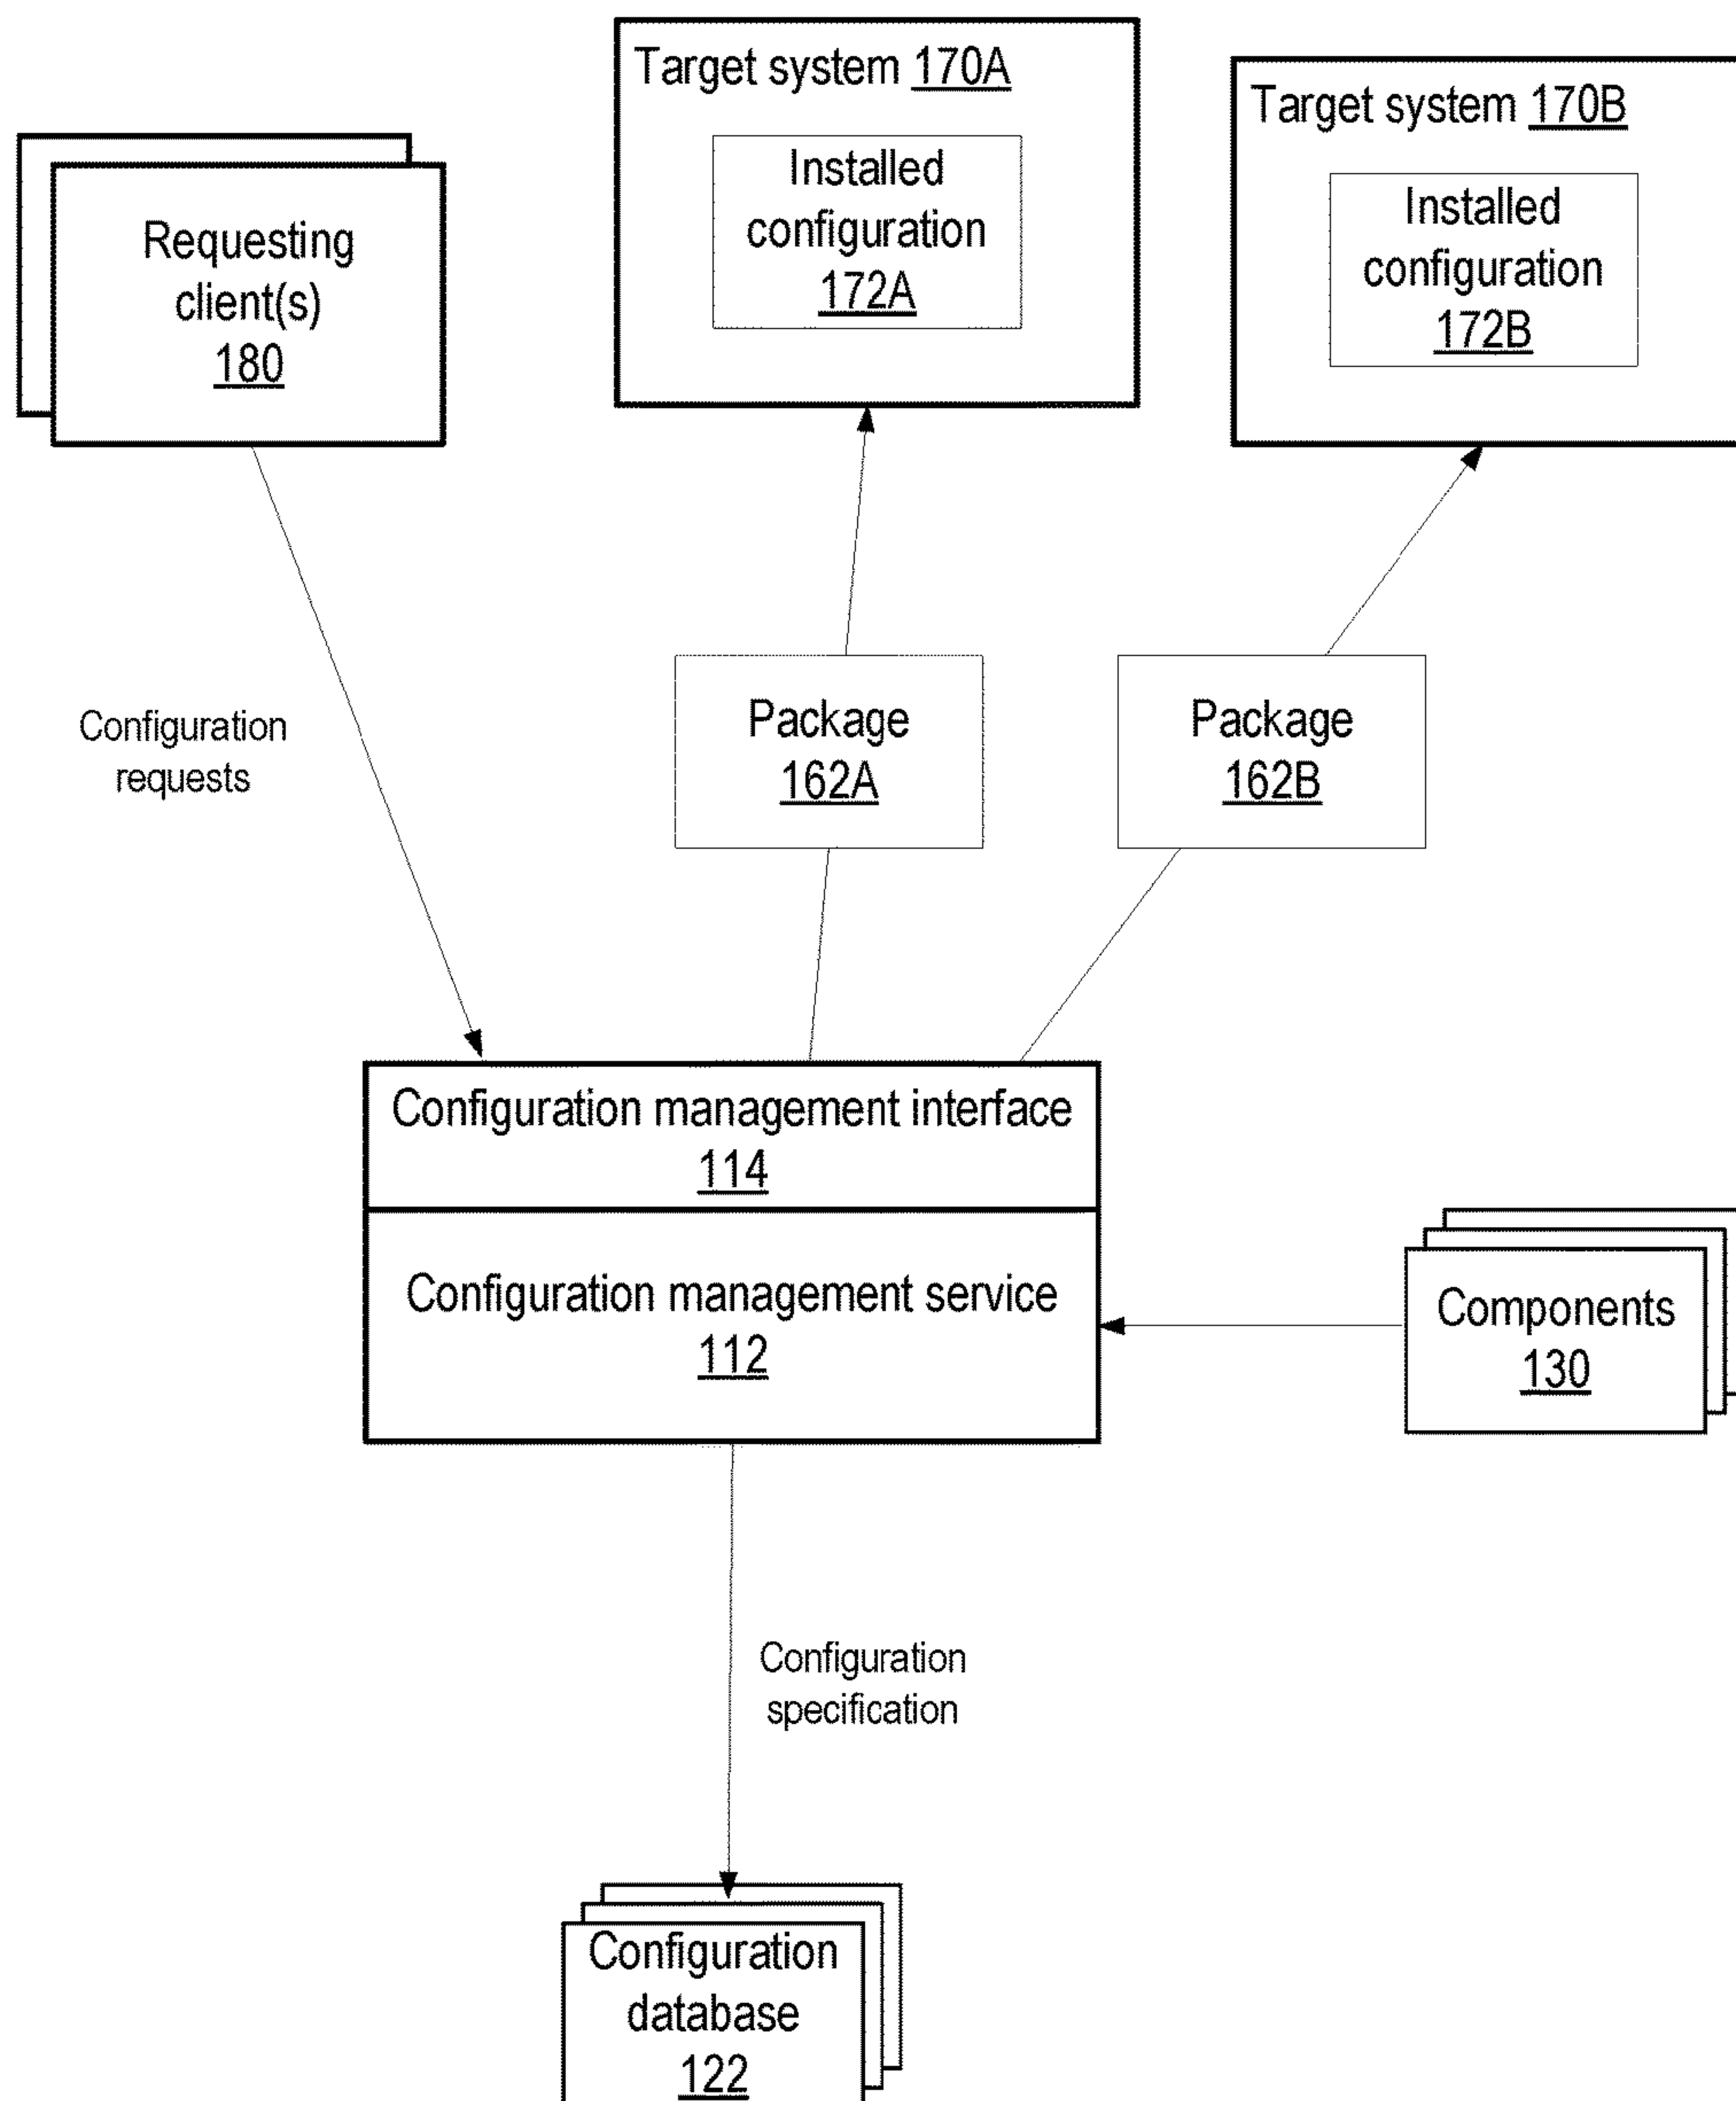 Target system 170A
Installed
configuration
172A
Target system 170B
Installed
configuration
172B
Requesting
client(s)
180
Configuration
requests
Package
162A
Package
162B
Configuration management interface
114
Configuration management service
112
Components
130
Configuration
specification
Configuration
database
122